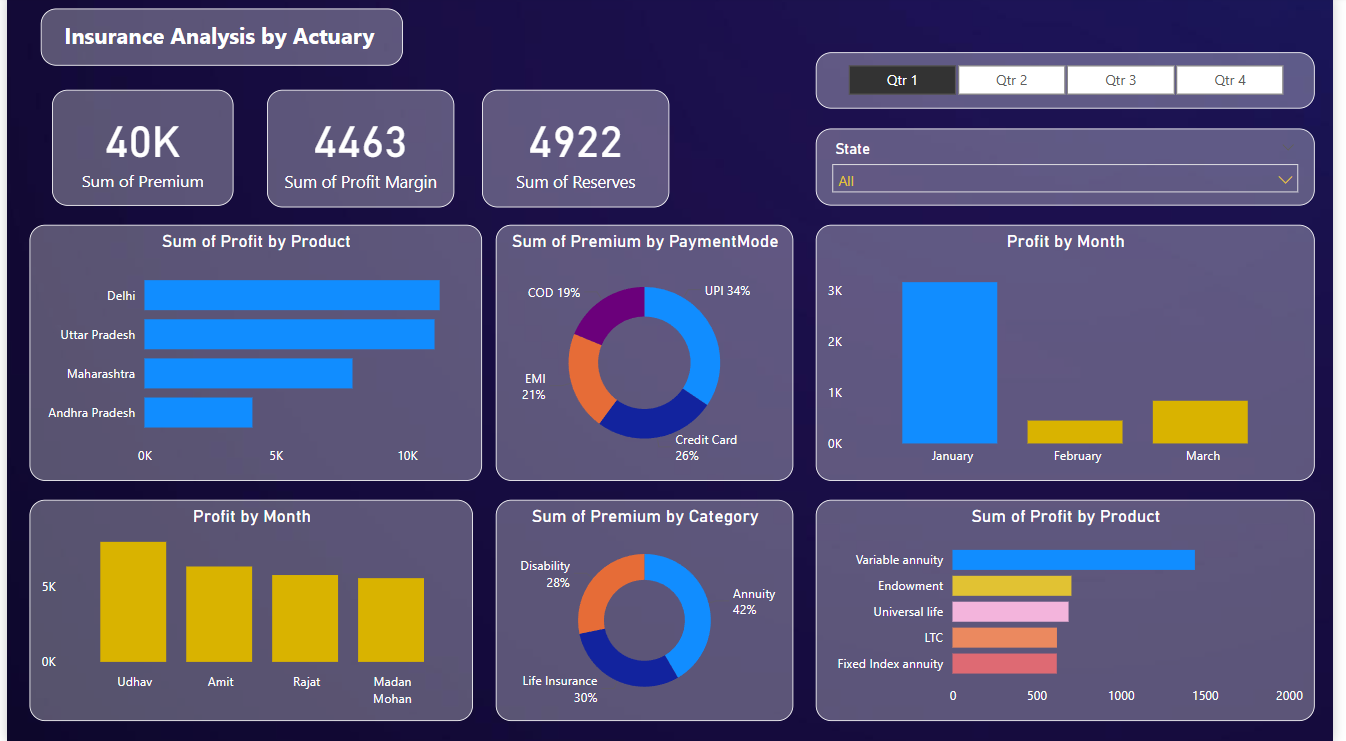 Insurance Analysis by Actuary
Qtr 1
Qtr 2
Qtr 3
Qtr 4
40K
Sum of Premium
4463
Sum of Profit Margin
4922
Sum of Reserves
State
All
Sum of Profit by Product
Delhi
Uttar Pradesh
Maharashtra
Andhra Pradesh
0K 5K 10K
Sum of Premium by PaymentMode
COD 19%
UPI 34%
EMI
21%
Credit Card
26%
Profit by Month
3K
2K
1K
0K
January February March
Profit by Month
5K
0K
Udhav Amit Rajat Madan
Mohan
Sum of Premium by Category
Disability
28%
Annuity
42%
Life Insurance
30%
Sum of Profit by Product
Variable annuity
Endowment
Universal life
LTC
Fixed Index annuity
0 500 1000 1500 2000